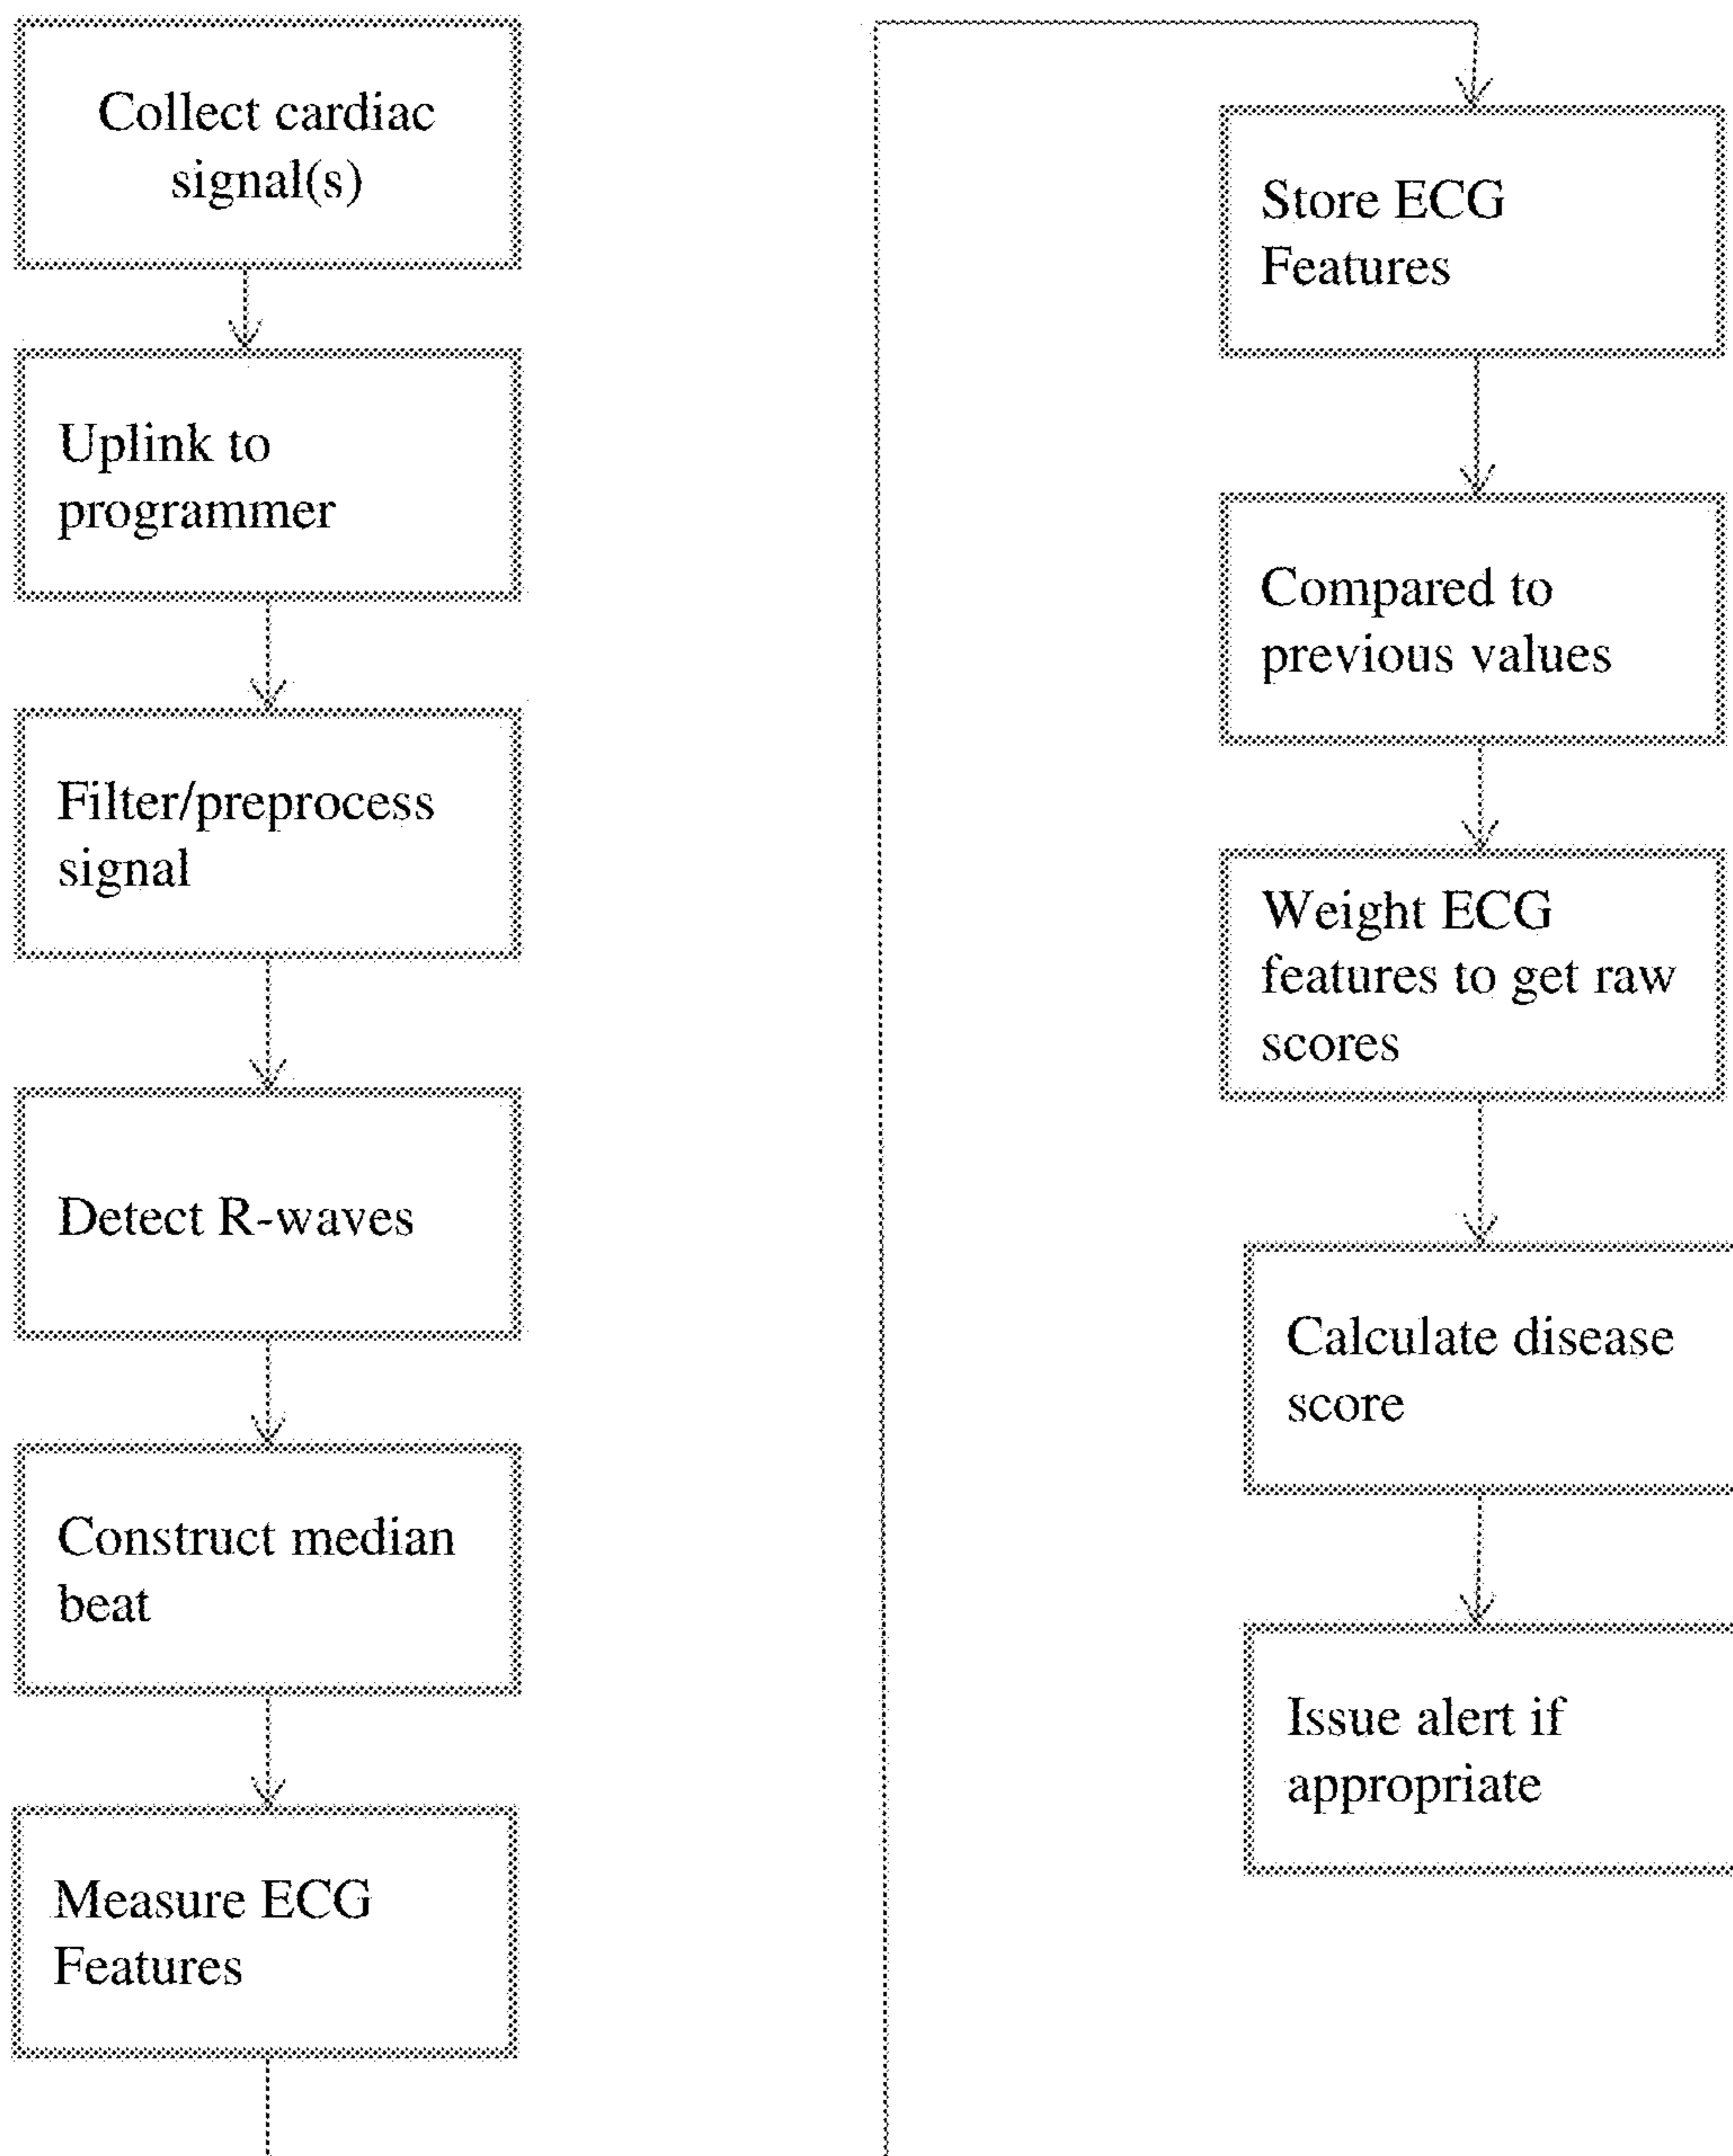 Collect cardiac
signal(s)
Uplink to
programmer
Filter/preprocess
signal
Detect R-waves
Construct median
beat
Measure ECG
Features
Store ECG
Features
Compared to
previous values
Weight ECG
features to get raw
scores
Calculate disease
score
Issue alert if
appropriate